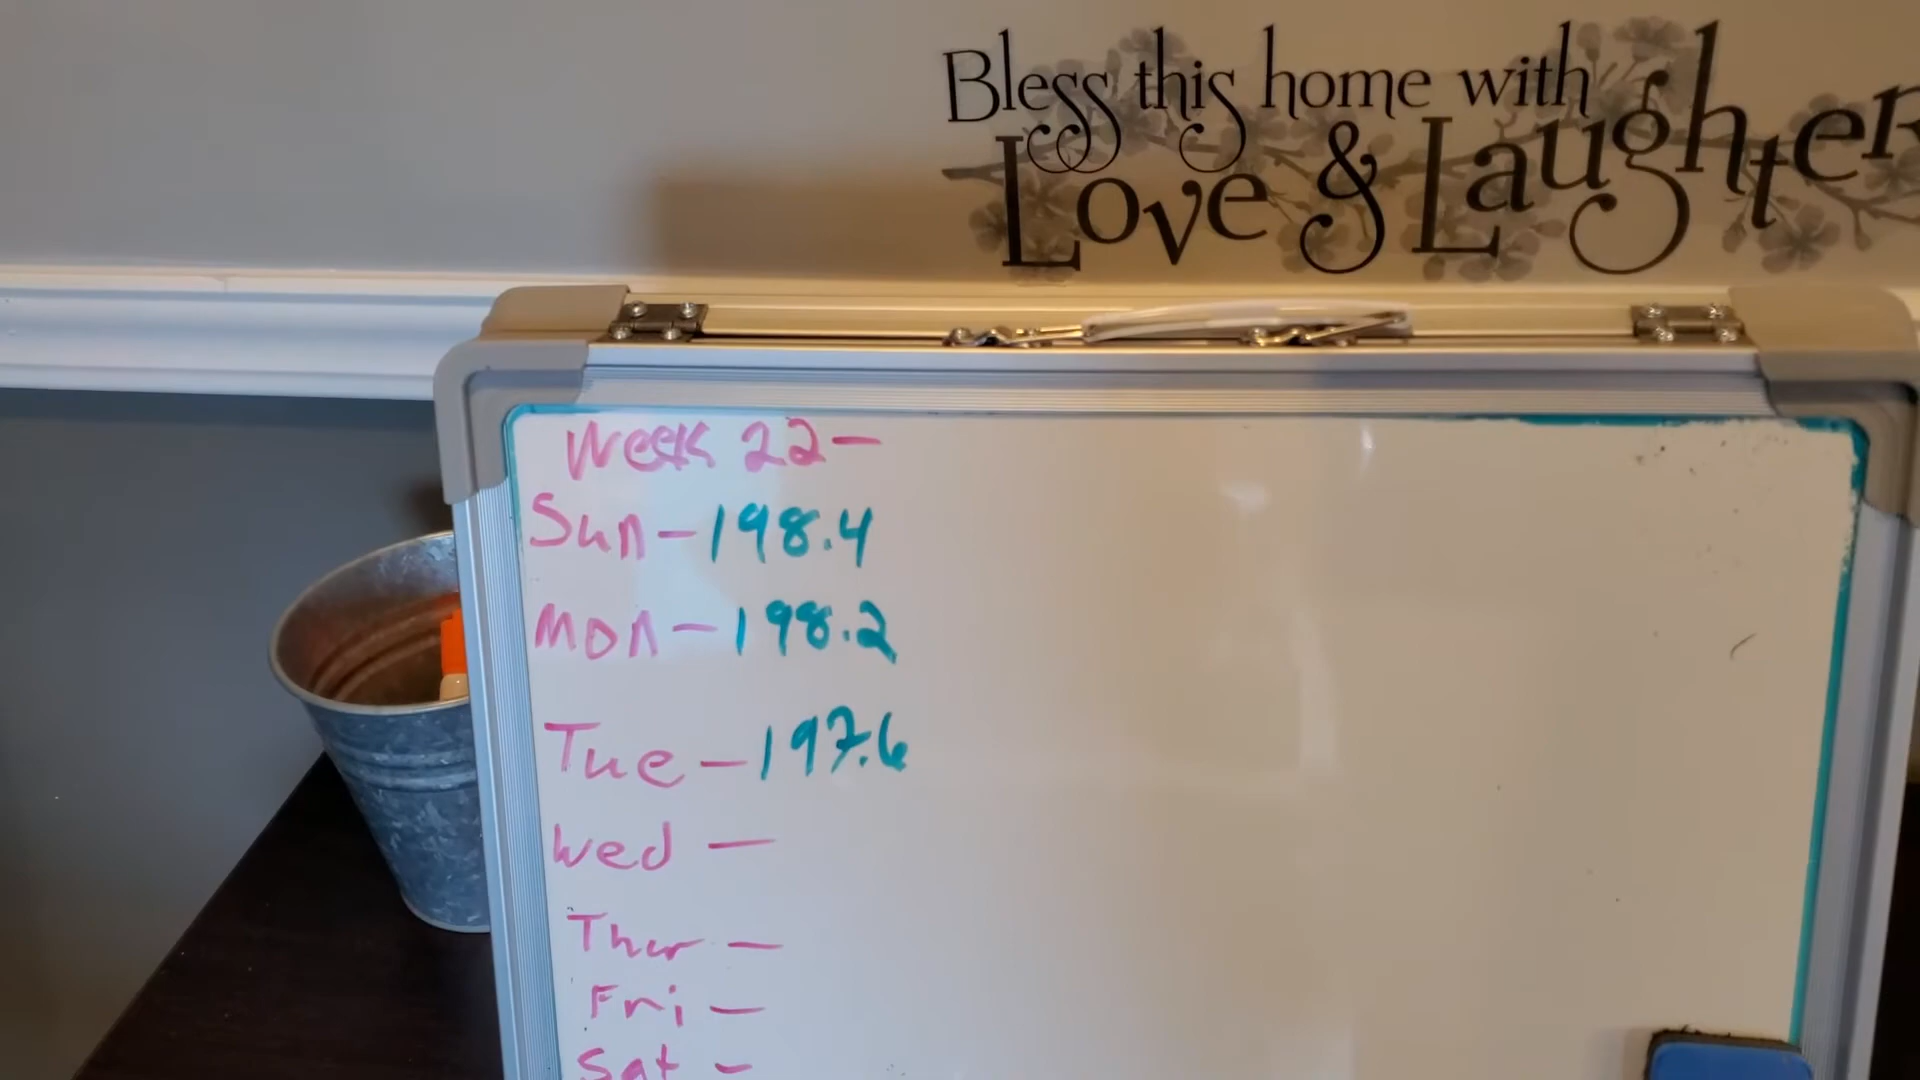 Bless this home with
Love & Laughter
Week 22-
Sun - 198.4
Mon - 198.2
Tue - 197.6
Wed -
Thur -
Fri -
Sat -